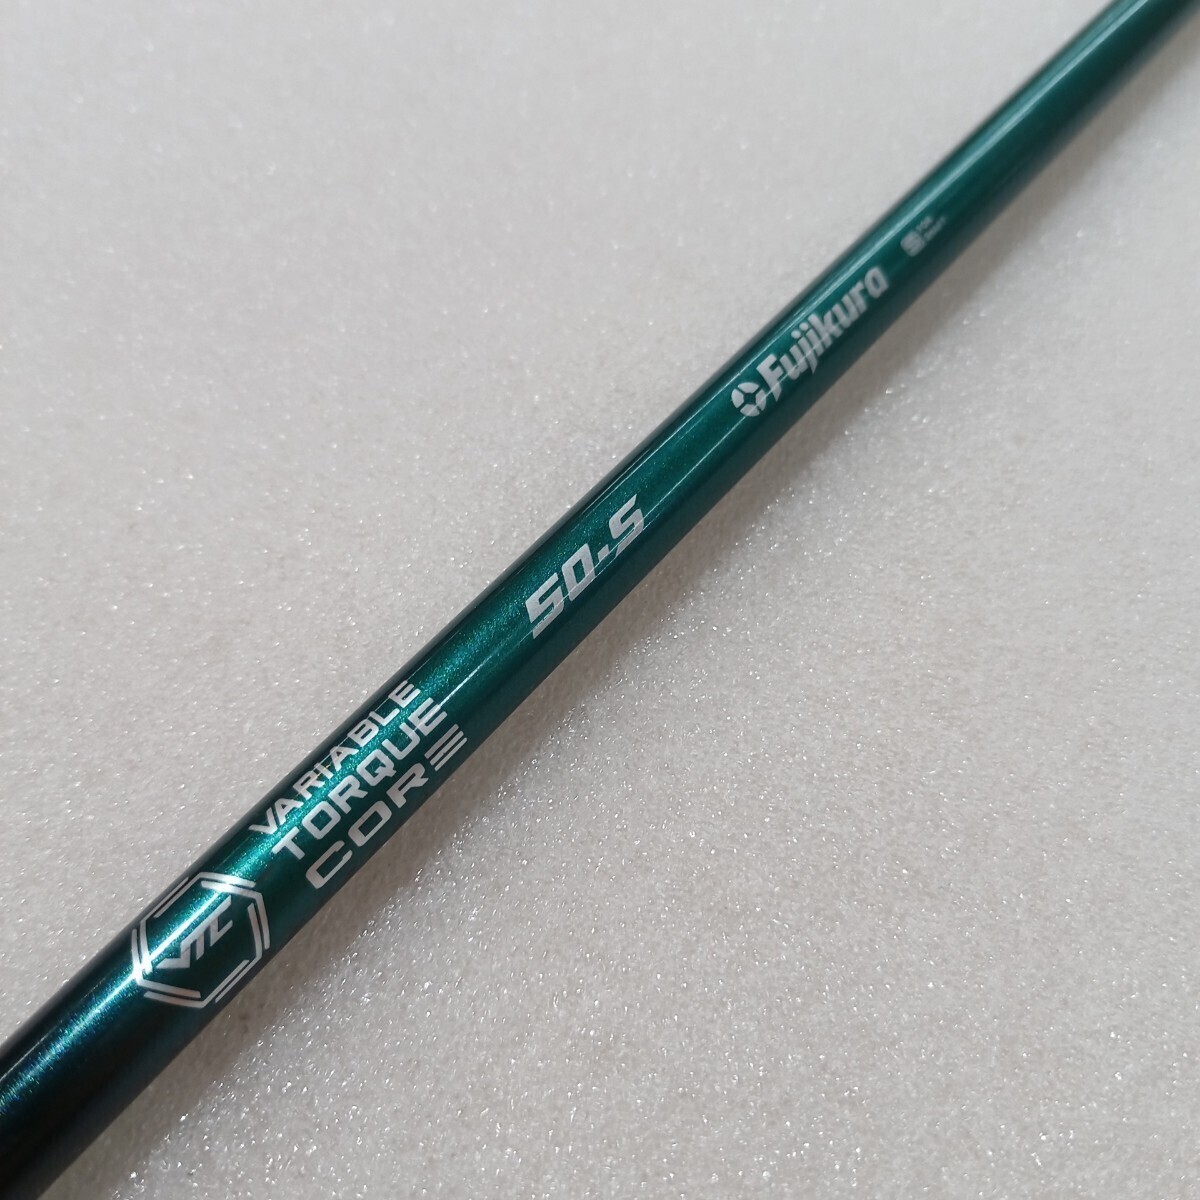 VTC
VARIABLE
TORQUE
CORE
50.S
Fujikura